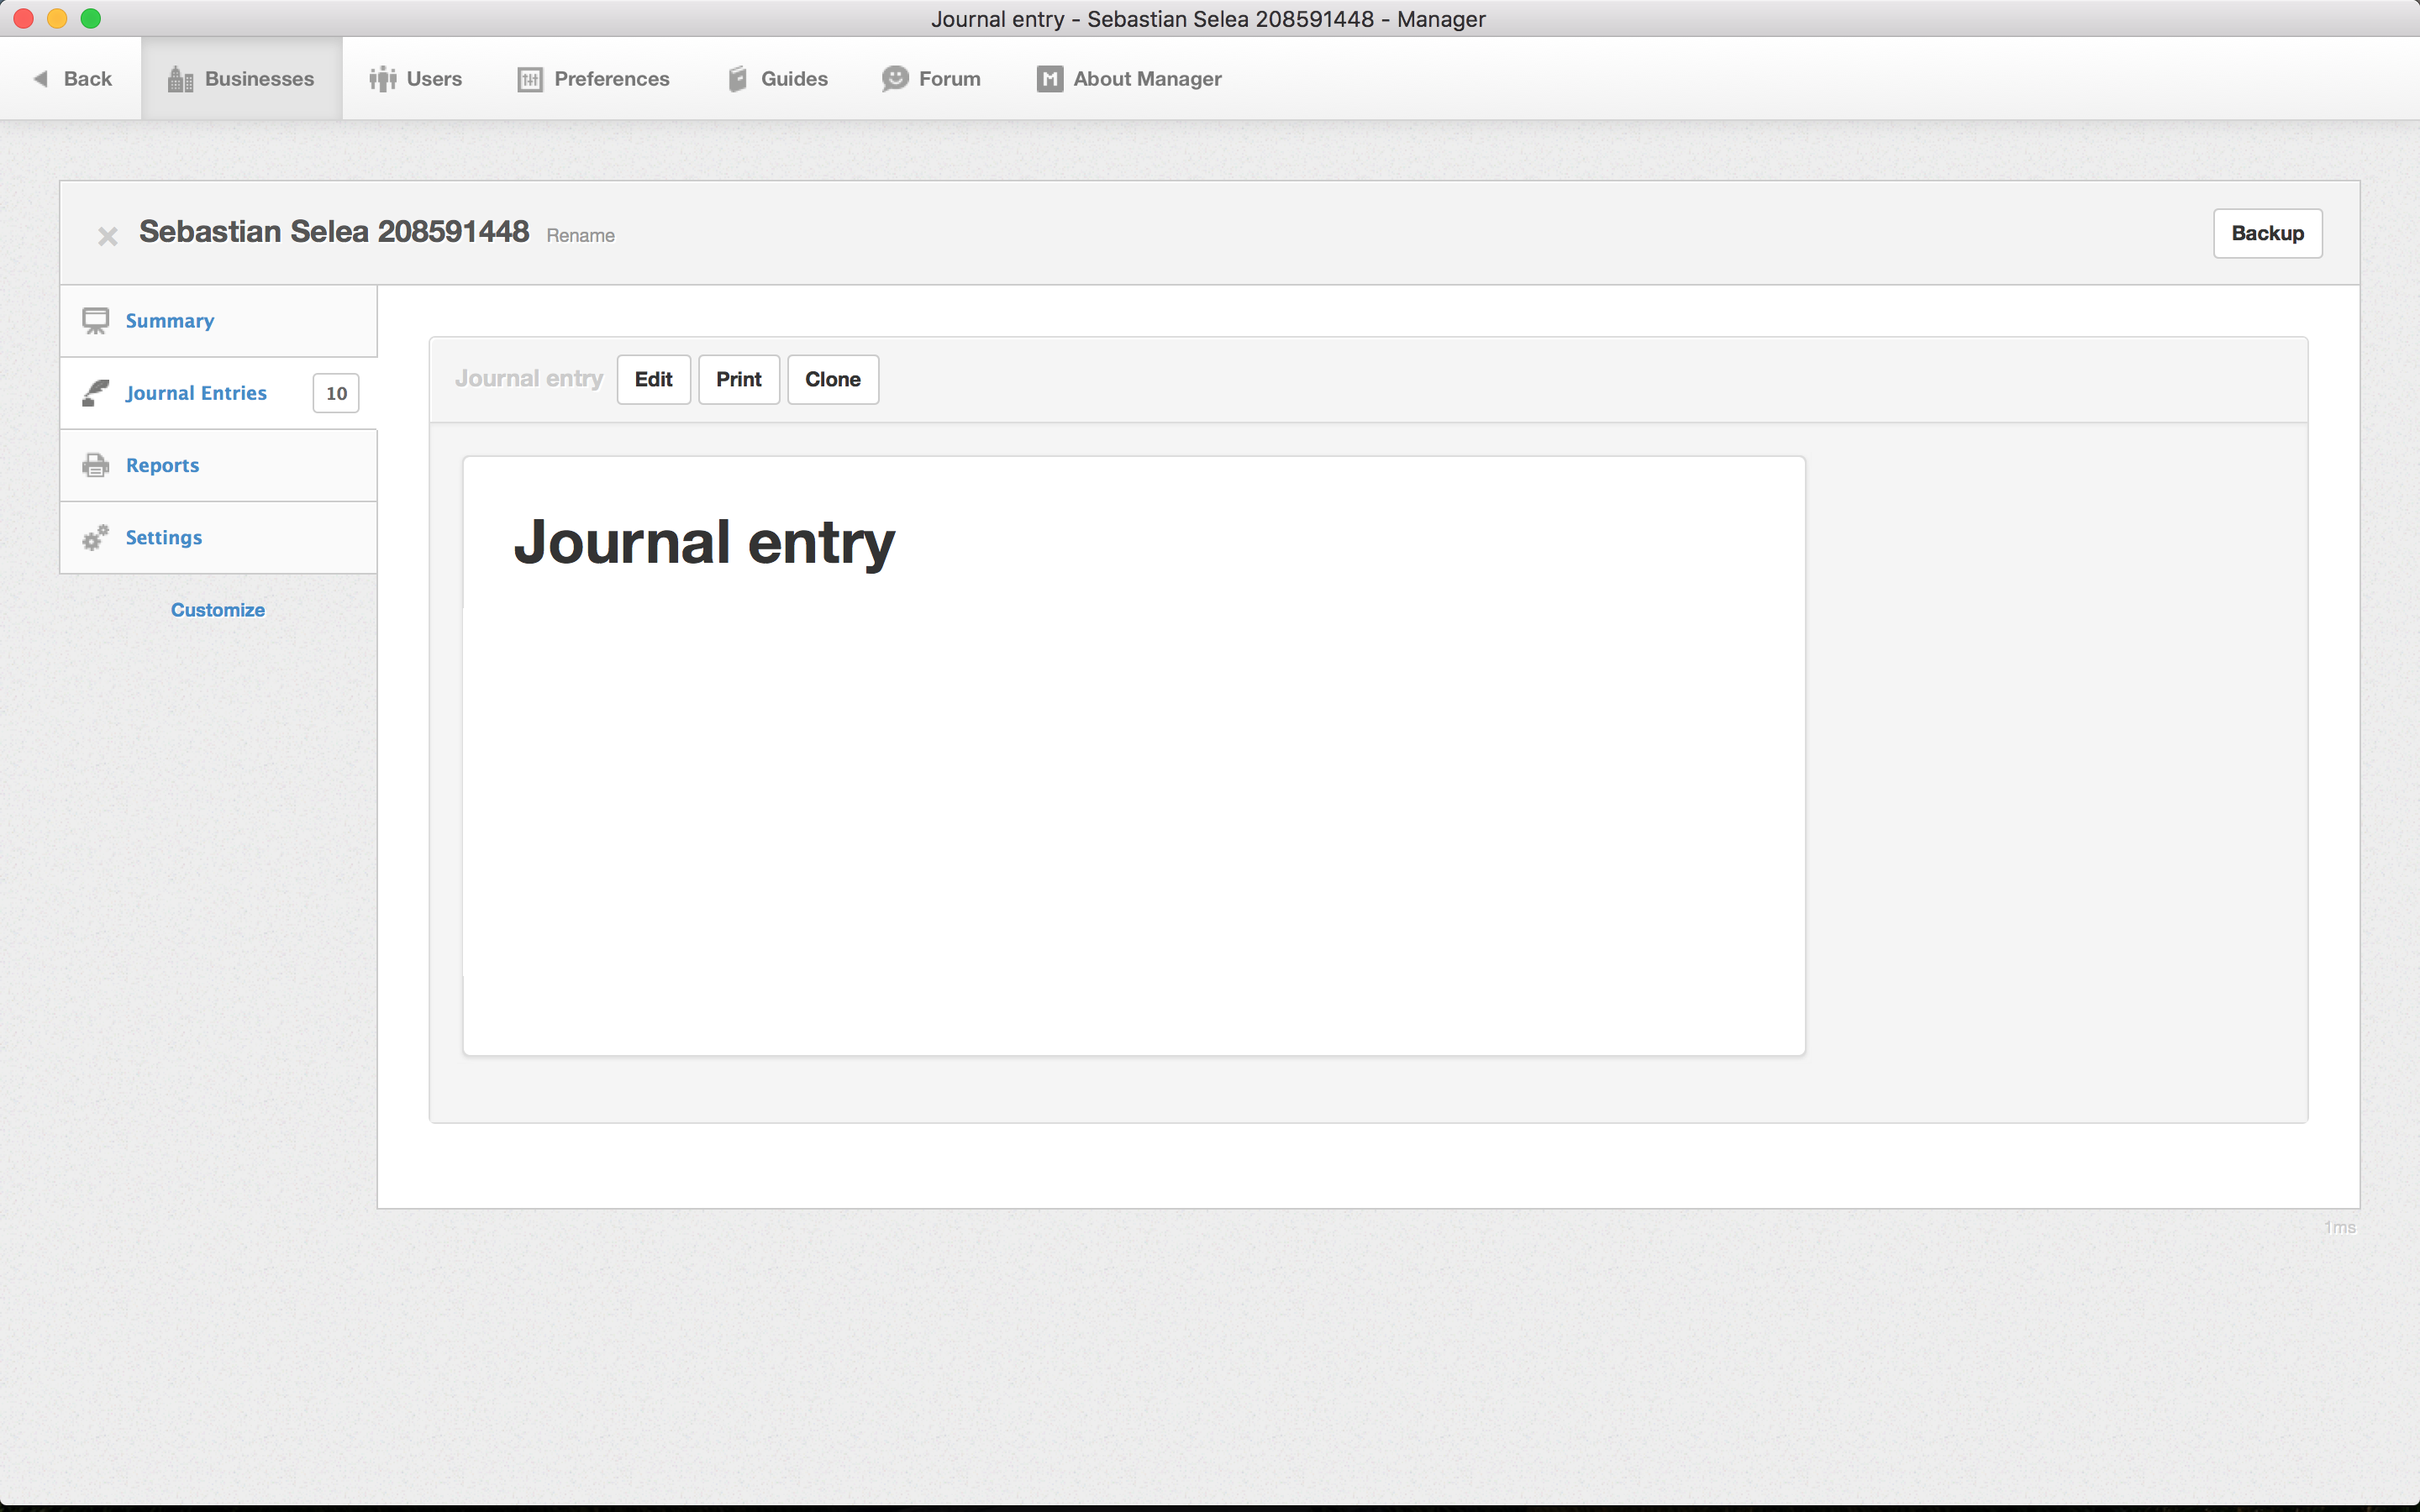 Journal entry - Sebastian Selea 208591448 - Manager
Back Businesses Users Preferences Guides Forum About Manager
Sebastian Selea 208591448 Rename Backup
Summary
Journal Entries 10
Reports
Settings
Customize
Journal entry Edit Print Clone
Journal entry
1ms